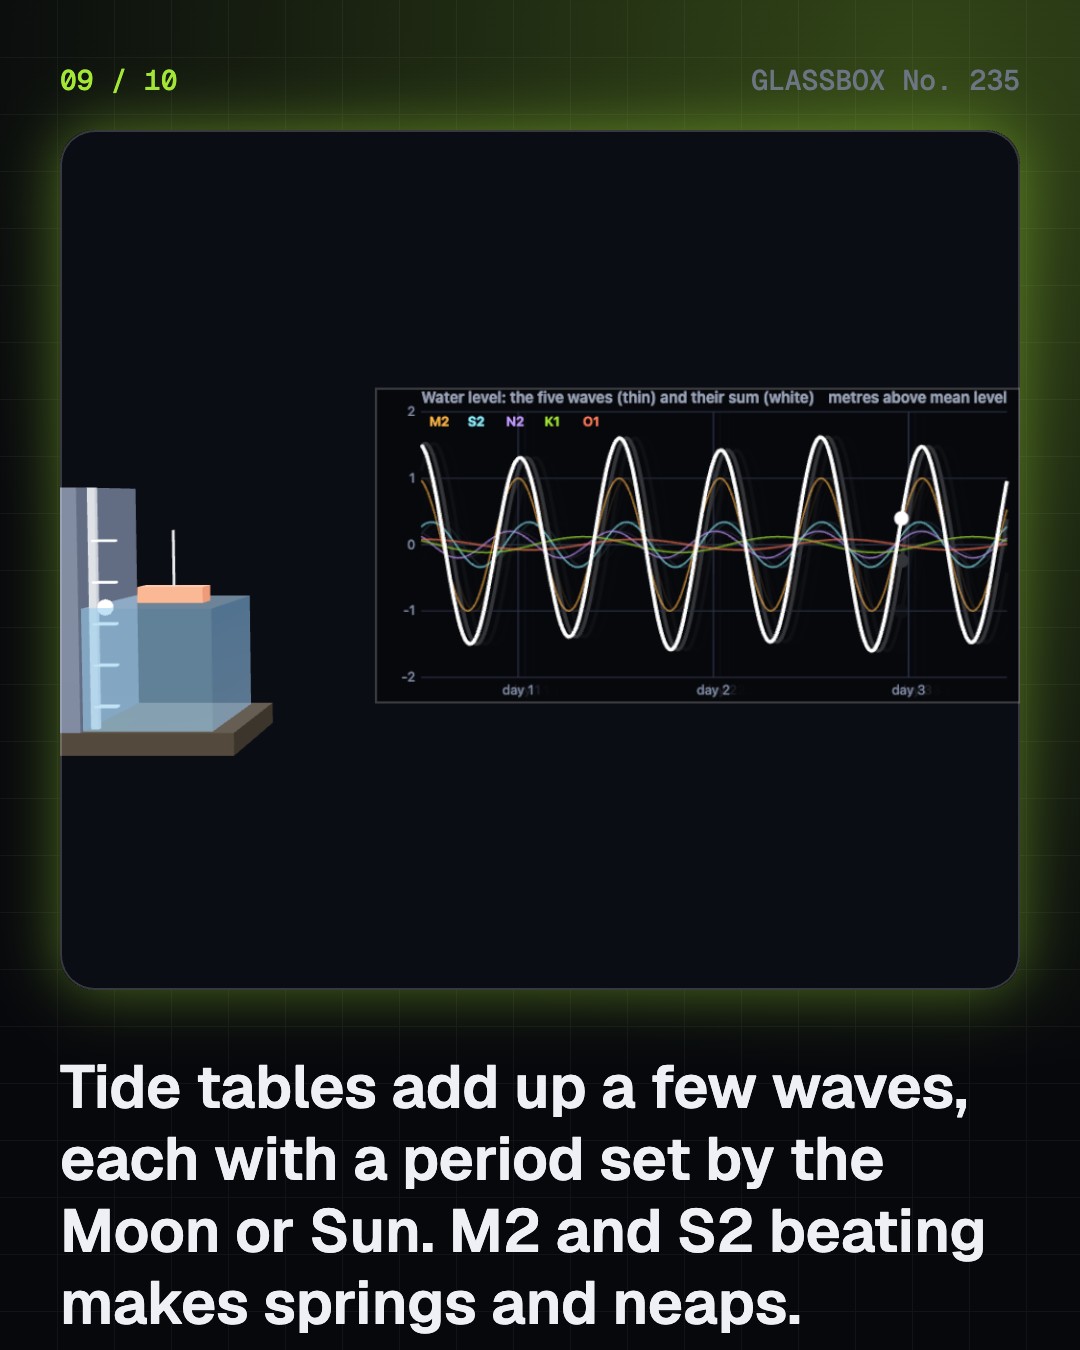 09 / 10
GLASSBOX No. 235
Water level: the five waves (thin) and their sum (white) metres above mean level
M2 S2 N2 K1 O1
2
1
0
-1
-2
day 1 day 2 day 3
Tide tables add up a few waves,
each with a period set by the
Moon or Sun. M2 and S2 beating
makes springs and neaps.